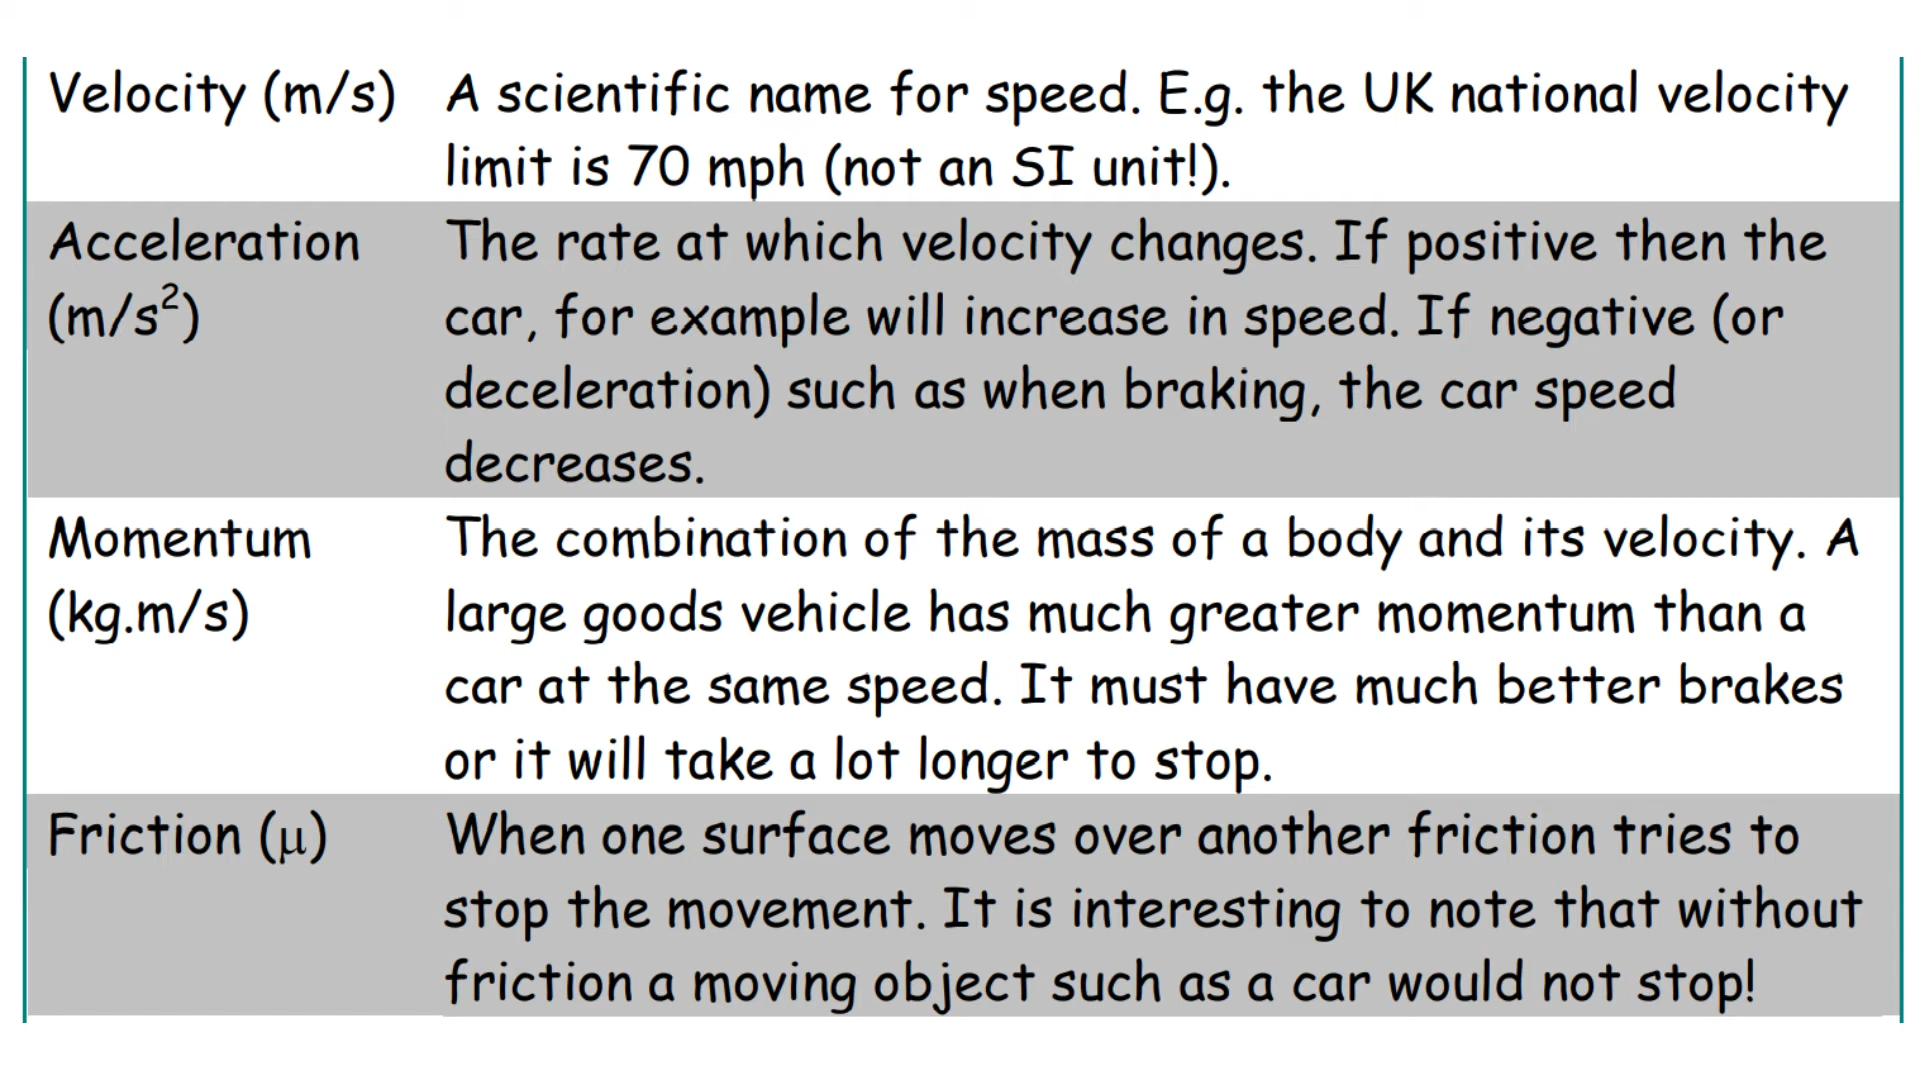 Velocity (m/s) A scientific name for speed. E.g. the UK national velocity
limit is 70 mph (not an SI unit!).
Acceleration The rate at which velocity changes. If positive then the
(m/s²) car, for example will increase in speed. If negative (or
deceleration) such as when braking, the car speed
decreases.
Momentum The combination of the mass of a body and its velocity. A
(kg.m/s) large goods vehicle has much greater momentum than a
car at the same speed. It must have much better brakes
or it will take a lot longer to stop.
Friction (μ) When one surface moves over another friction tries to
stop the movement. It is interesting to note that without
friction a moving object such as a car would not stop!